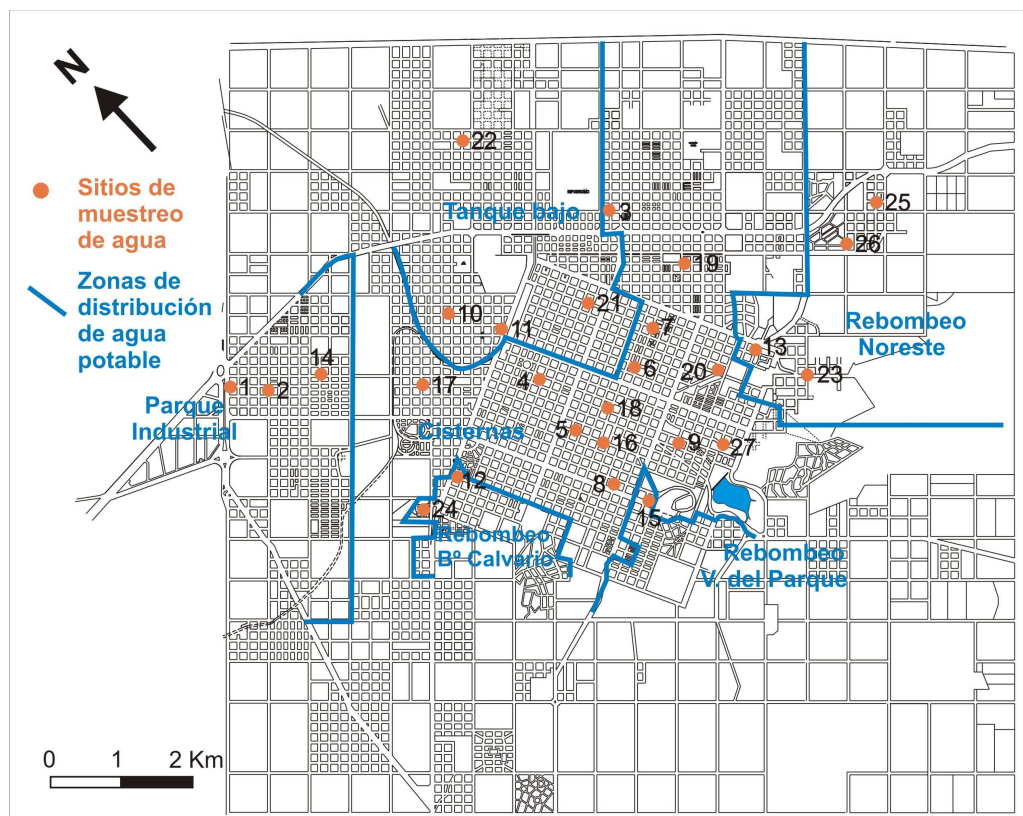 N
Sitios de
muestreo
de agua
Zonas de
distribución
de agua
potable
22
Tanque bajo
3
25
26
19
10
11
21
7
Rebombeo
Noreste
13
14
1
2
17
4
6
20
23
Parque
Industrial
18
Cisternas
5
16
9
27
12
8
24
15
Rebombeo
Bº Calvario
Rebombeo
V. del Parque
0 1 2 Km